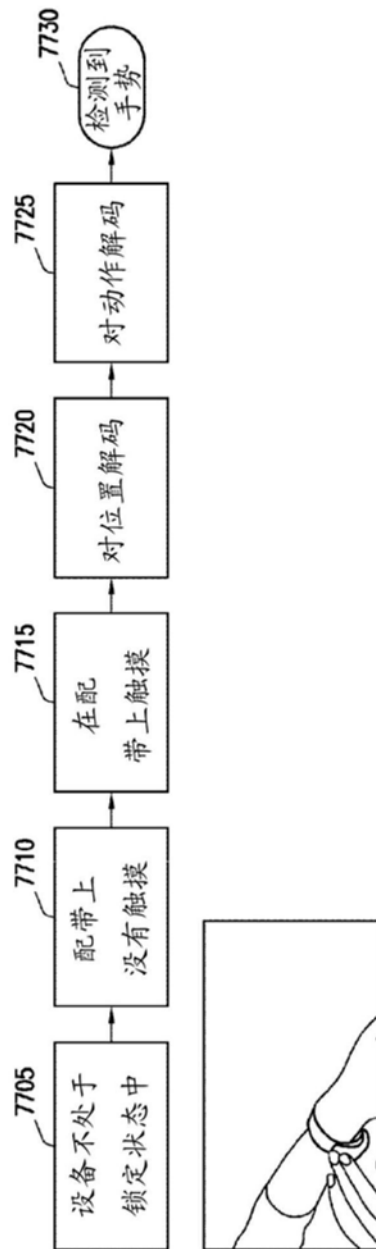 7705
设备不处于
锁定状态中
7710
配带上
没有触摸
7715
在配
带上触摸
7720
对位置解码
7725
对动作解码
7730
检测到
手势